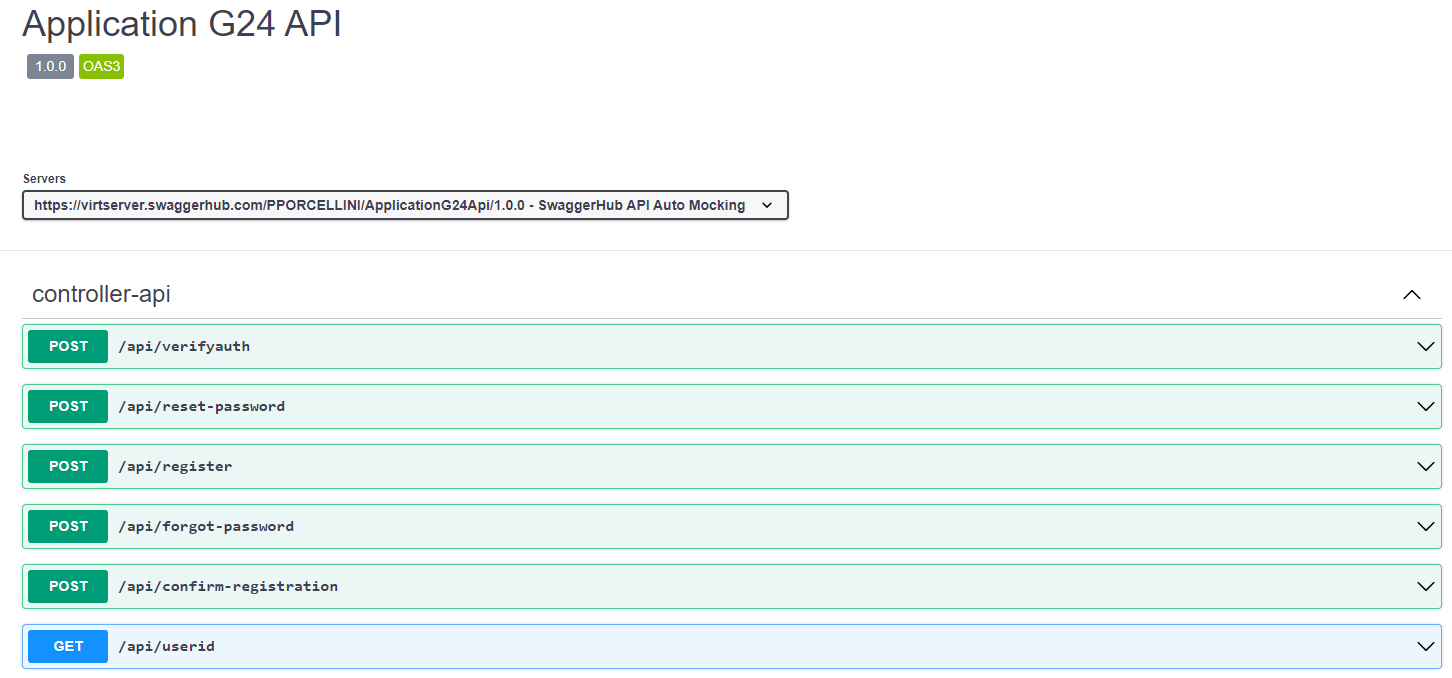 Application G24 API
1.0.0 OAS3
Servers
https://virtserver.swaggerhub.com/PPORCELLINI/ApplicationG24Api/1.0.0 - SwaggerHub API Auto Mocking
controller-api
POST /api/verifyauth
POST /api/reset-password
POST /api/register
POST /api/forgot-password
POST /api/confirm-registration
GET /api/userid